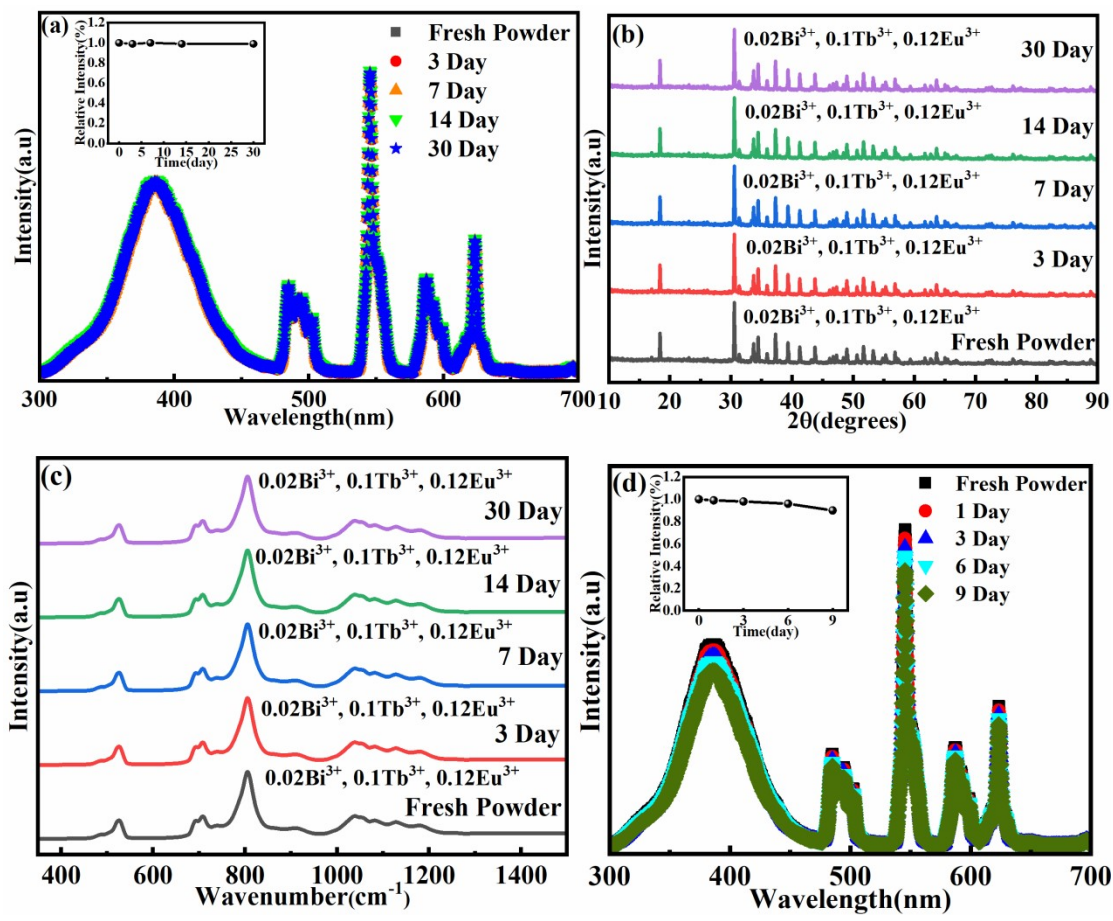 (a)
Relative Intensity(%)
1.2
1.0
0.8
0.6
0.4
0.2
0.0
0 5 10 15 20 25 30
Time(day)
Fresh Powder
3 Day
7 Day
14 Day
30 Day
Intensity(a.u)
300 400 500 600 700
Wavelength(nm)
(b)
0.02Bi³⁺, 0.1Tb³⁺, 0.12Eu³⁺
30 Day
0.02Bi³⁺, 0.1Tb³⁺, 0.12Eu³⁺
14 Day
0.02Bi³⁺, 0.1Tb³⁺, 0.12Eu³⁺
7 Day
0.02Bi³⁺, 0.1Tb³⁺, 0.12Eu³⁺
3 Day
0.02Bi³⁺, 0.1Tb³⁺, 0.12Eu³⁺
Fresh Powder
Intensity(a.u)
10 20 30 40 50 60 70 80 90
2θ(degrees)
(c)
0.02Bi³⁺, 0.1Tb³⁺, 0.12Eu³⁺
30 Day
0.02Bi³⁺, 0.1Tb³⁺, 0.12Eu³⁺
14 Day
0.02Bi³⁺, 0.1Tb³⁺, 0.12Eu³⁺
7 Day
0.02Bi³⁺, 0.1Tb³⁺, 0.12Eu³⁺
3 Day
0.02Bi³⁺, 0.1Tb³⁺, 0.12Eu³⁺
Fresh Powder
Intensity(a.u)
400 600 800 1000 1200 1400
Wavenumber(cm⁻¹)
(d)
Relative Intensity(%)
1.2
1.0
0.8
0.6
0.4
0.2
0.0
0 3 6 9
Time(day)
Fresh Powder
1 Day
3 Day
6 Day
9 Day
Intensity(a.u)
300 400 500 600 700
Wavelength(nm)